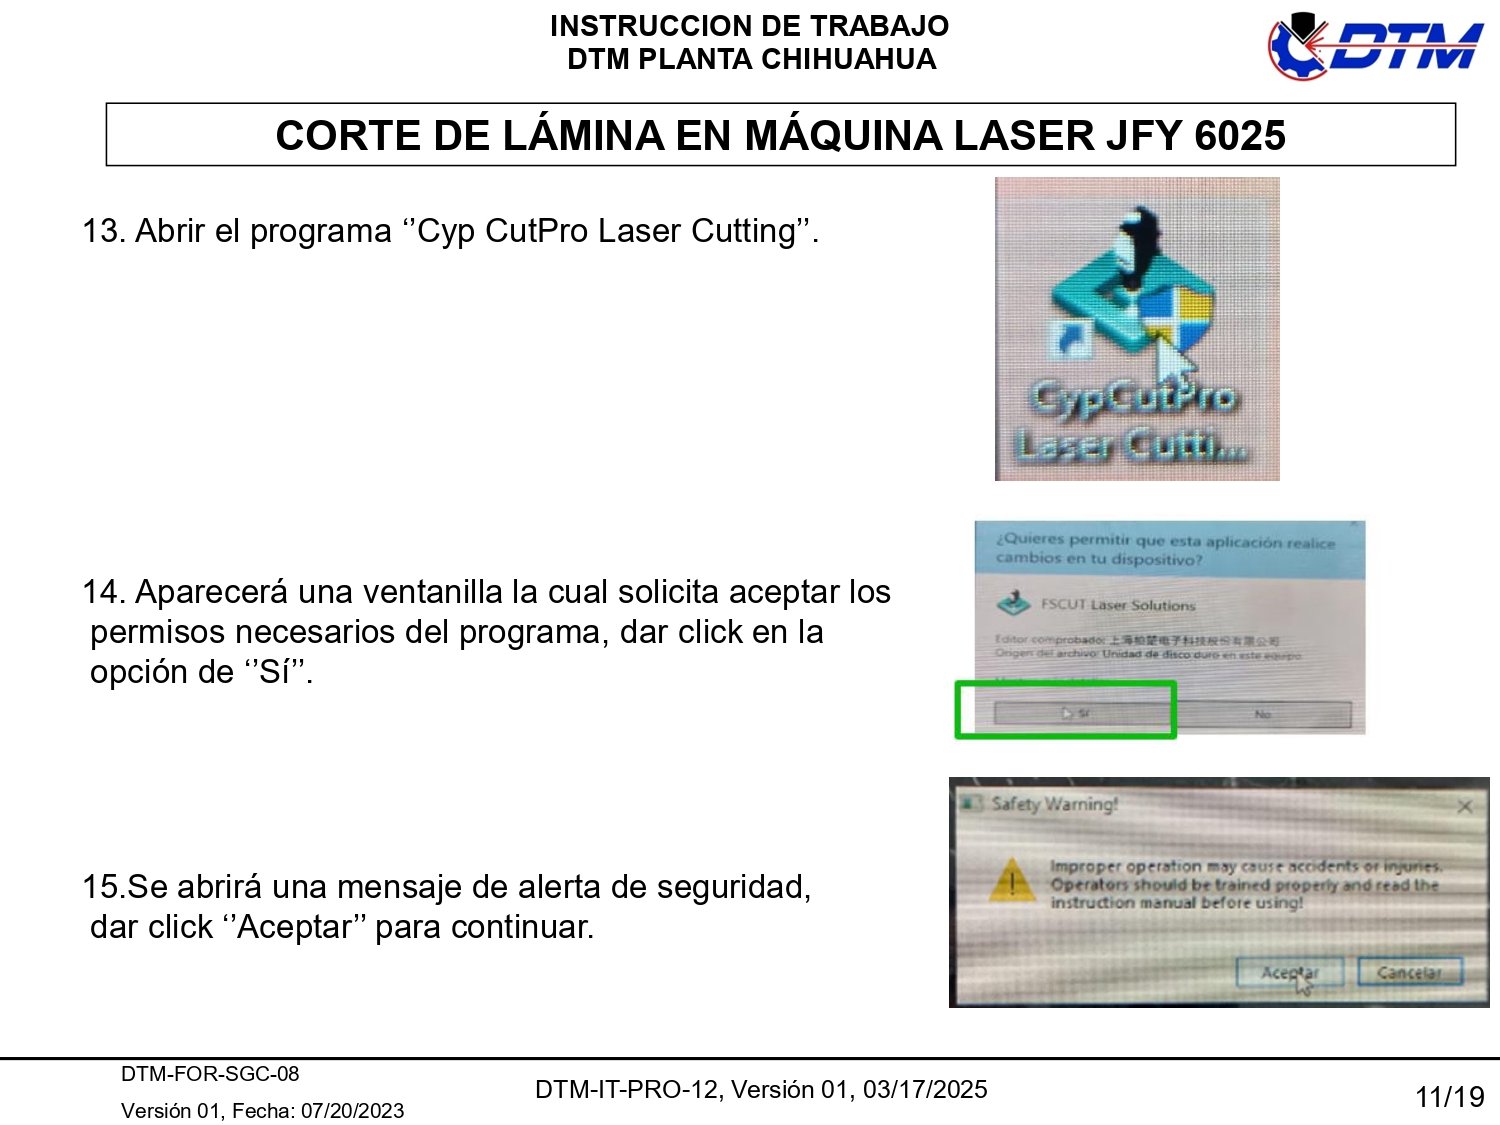 INSTRUCCION DE TRABAJO
DTM PLANTA CHIHUAHUA
DTM
CORTE DE LÁMINA EN MÁQUINA LASER JFY 6025
13. Abrir el programa ‘’Cyp CutPro Laser Cutting’’.
CypCutPro
Laser Cutti...
14. Aparecerá una ventanilla la cual solicita aceptar los
permisos necesarios del programa, dar click en la
opción de ‘’Sí’’.
¿Quieres permitir que esta aplicación realice
cambios en tu dispositivo?
FSCUT Laser Solutions
Editor comprobado: 上海柏楚电子科技股份有限公司
Origen del archivo: Unidad de disco duro en este equipo
Sí
No
15.Se abrirá una mensaje de alerta de seguridad,
dar click ‘’Aceptar’’ para continuar.
Safety Warning!
Improper operation may cause accidents or injuries.
Operators should be trained properly and read the
instruction manual before using!
Aceptar
Cancelar
DTM-FOR-SGC-08
Versión 01, Fecha: 07/20/2023
DTM-IT-PRO-12, Versión 01, 03/17/2025
11/19